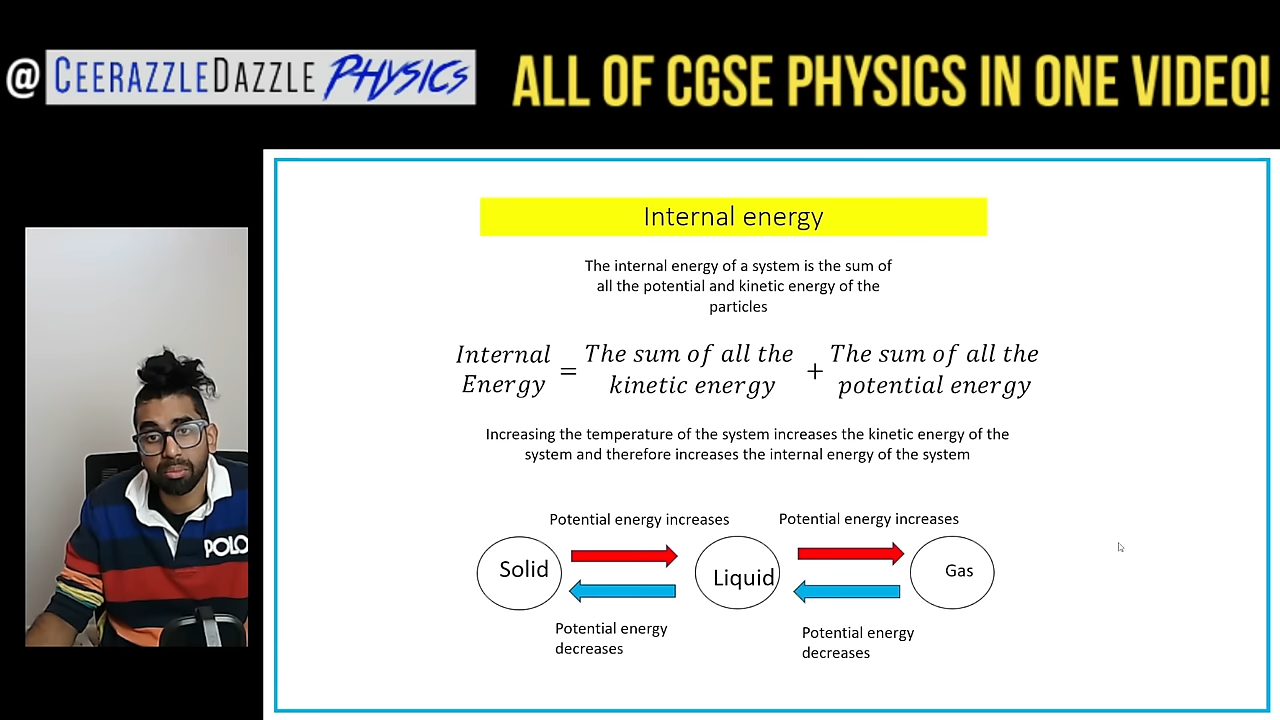 @ CEERAZZLEDAZZLE PHYSICS
ALL OF CGSE PHYSICS IN ONE VIDEO!
Internal energy
The internal energy of a system is the sum of
all the potential and kinetic energy of the
particles
Internal Energy = The sum of all the kinetic energy + The sum of all the potential energy
Increasing the temperature of the system increases the kinetic energy of the
system and therefore increases the internal energy of the system
Potential energy increases
Potential energy increases
Solid
Liquid
Gas
Potential energy
decreases
Potential energy
decreases
POLO